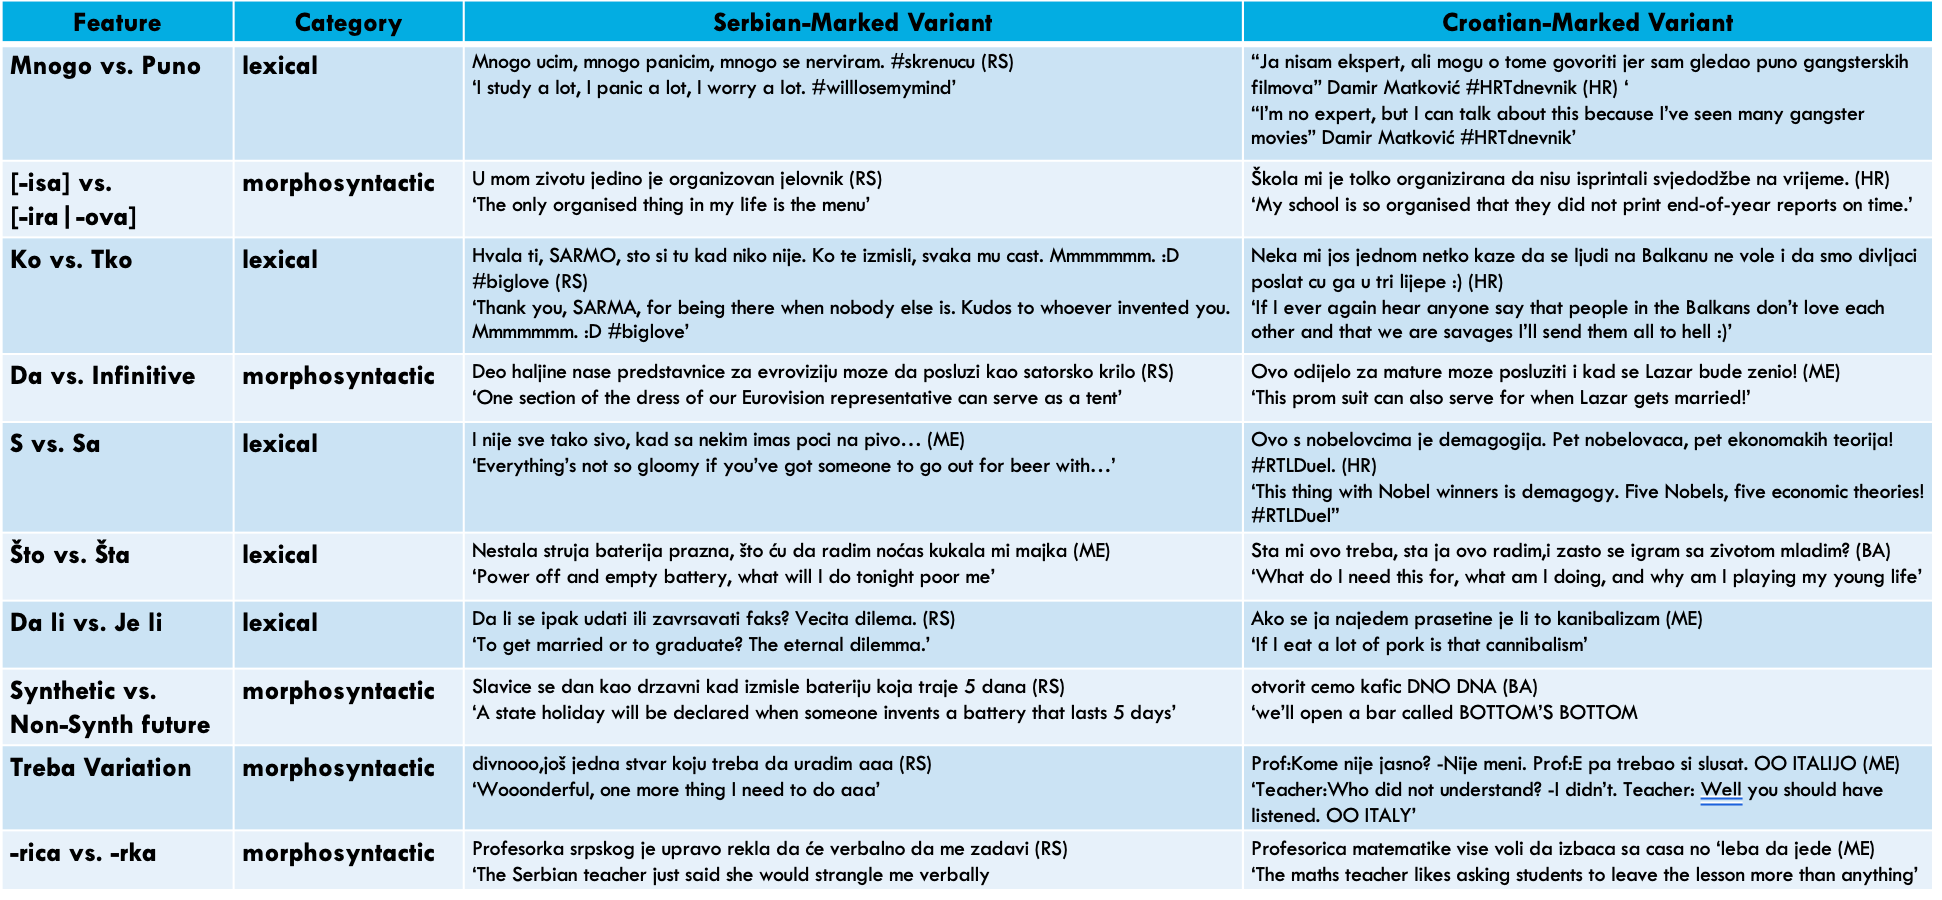 Feature
Category
Serbian-Marked Variant
Croatian-Marked Variant
Mnogo vs. Puno
lexical
Mnogo ucim, mnogo panicim, mnogo se nerviram. #skrenucu (RS)
‘I study a lot, I panic a lot, I worry a lot. #willlosemymind’
“Ja nisam ekspert, ali mogu o tome govoriti jer sam gledao puno gangsterskih
filmova” Damir Matković #HRTdnevnik (HR) ‘
“I’m no expert, but I can talk about this because I’ve seen many gangster
movies” Damir Matković #HRTdnevnik’
[-isa] vs.
[-ira|-ova]
morphosyntactic
U mom zivotu jedino je organizovan jelovnik (RS)
‘The only organised thing in my life is the menu’
Škola mi je tolko organizirana da nisu isprintali svjedodžbe na vrijeme. (HR)
‘My school is so organised that they did not print end-of-year reports on time.’
Ko vs. Tko
lexical
Hvala ti, SARMO, sto si tu kad niko nije. Ko te izmisli, svaka mu cast. Mmmmmmm. :D
#biglove (RS)
‘Thank you, SARMA, for being there when nobody else is. Kudos to whoever invented you.
Mmmmmmm. :D #biglove’
Neka mi jos jednom netko kaze da se ljudi na Balkanu ne vole i da smo divljaci
poslat cu ga u tri lijepe :) (HR)
‘If I ever again hear anyone say that people in the Balkans don’t love each
other and that we are savages I’ll send them all to hell :)’
Da vs. Infinitive
morphosyntactic
Deo haljine nase predstavnice za evroviziju moze da posluzi kao satorsko krilo (RS)
‘One section of the dress of our Eurovision representative can serve as a tent’
Ovo odijelo za mature moze posluziti i kad se Lazar bude zenio! (ME)
‘This prom suit can also serve for when Lazar gets married!’
S vs. Sa
lexical
I nije sve tako sivo, kad sa nekim imas poci na pivo… (ME)
‘Everything’s not so gloomy if you’ve got someone to go out for beer with…’
Ovo s nobelovcima je demagogija. Pet nobelovaca, pet ekonomakih teorija!
#RTLDuel. (HR)
‘This thing with Nobel winners is demagogy. Five Nobels, five economic theories!
#RTLDuel”
Što vs. Šta
lexical
Nestala struja baterija prazna, što ću da radim noćas kukala mi majka (ME)
‘Power off and empty battery, what will I do tonight poor me’
Sta mi ovo treba, sta ja ovo radim,i zasto se igram sa zivotom mladim? (BA)
‘What do I need this for, what am I doing, and why am I playing my young life’
Da li vs. Je li
lexical
Da li se ipak udati ili zavrsavati faks? Vecita dilema. (RS)
‘To get married or to graduate? The eternal dilemma.’
Ako se ja najedem prasetine je li to kanibalizam (ME)
‘If I eat a lot of pork is that cannibalism’
Synthetic vs.
Non-Synth future
morphosyntactic
Slavice se dan kao drzavni kad izmisle bateriju koja traje 5 dana (RS)
‘A state holiday will be declared when someone invents a battery that lasts 5 days’
otvorit cemo kafic DNO DNA (BA)
‘we’ll open a bar called BOTTOM’S BOTTOM
Treba Variation
morphosyntactic
divnooo,još jedna stvar koju treba da uradim aaa (RS)
‘Wooonderful, one more thing I need to do aaa’
Prof:Kome nije jasno? -Nije meni. Prof:E pa trebao si slusat. OO ITALIJO (ME)
‘Teacher:Who did not understand? -I didn’t. Teacher: Well you should have
listened. OO ITALY’
-rica vs. -rka
morphosyntactic
Profesorka srpskog je upravo rekla da će verbalno da me zadavi (RS)
‘The Serbian teacher just said she would strangle me verbally
Profesorica matematike vise voli da izbaca sa casa no ‘leba da jede (ME)
‘The maths teacher likes asking students to leave the lesson more than anything’